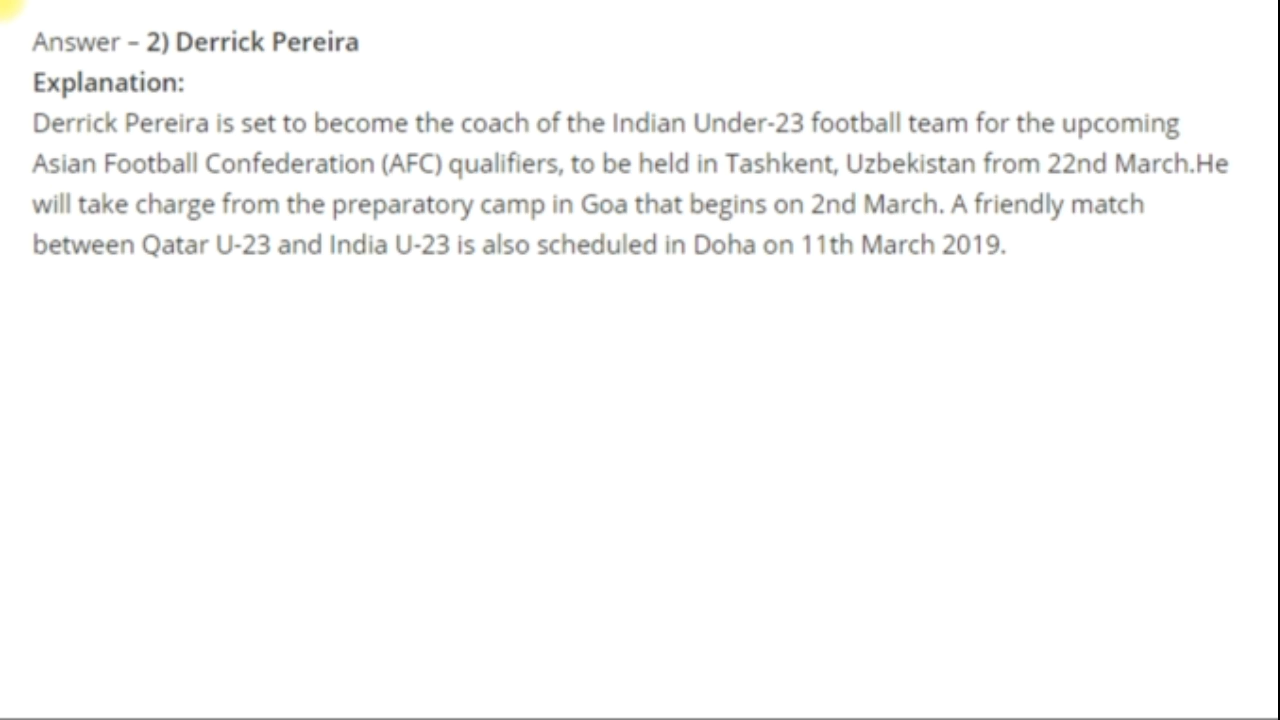 Answer – 2) Derrick Pereira
Explanation:
Derrick Pereira is set to become the coach of the Indian Under-23 football team for the upcoming
Asian Football Confederation (AFC) qualifiers, to be held in Tashkent, Uzbekistan from 22nd March.He
will take charge from the preparatory camp in Goa that begins on 2nd March. A friendly match
between Qatar U-23 and India U-23 is also scheduled in Doha on 11th March 2019.